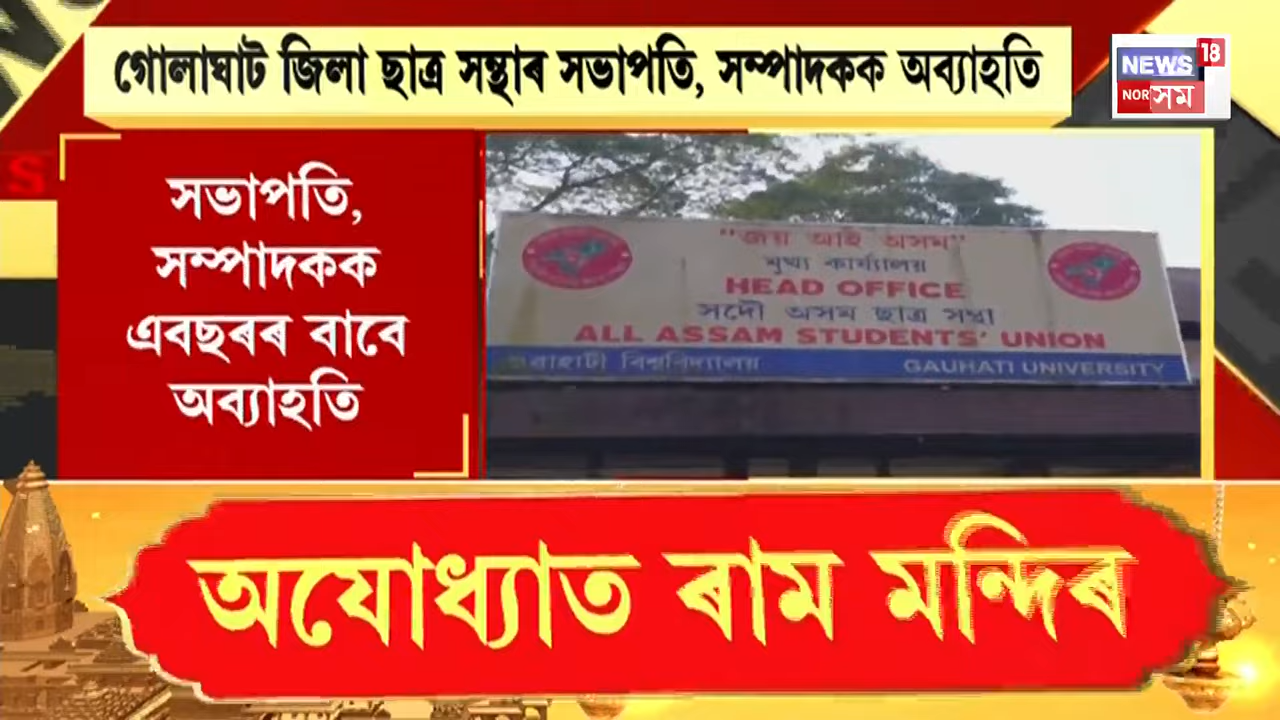 গোলাঘাট জিলা ছাত্ৰ সন্থাৰ সভাপতি, সম্পাদকক অব্যাহতি
NEWS 18
NOR সম
সভাপতি,
সম্পাদকক
এবছৰৰ বাবে
অব্যাহতি
"জয় আই অসম"
মুখ্য কাৰ্য্যালয়
HEAD OFFICE
সদৌ অসম ছাত্ৰ সন্থা
ALL ASSAM STUDENTS' UNION
বিশ্ববিদ্যালয় GAUHATI UNIVERSITY
অযোধ্যাত ৰাম মন্দিৰ